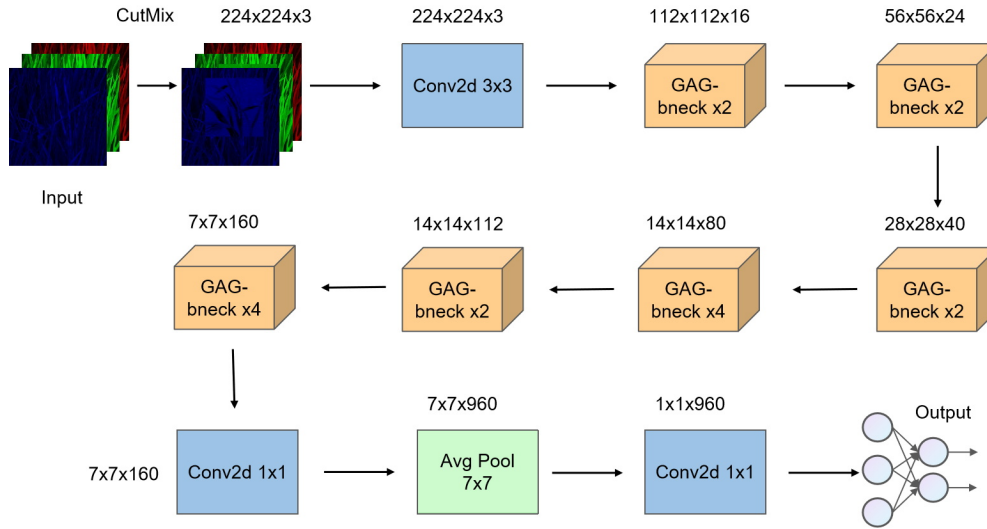 CutMix
224x224x3
224x224x3
112x112x16
56x56x24
Conv2d 3x3
GAG-
bneck x2
GAG-
bneck x2
Input
7x7x160
14x14x112
14x14x80
28x28x40
GAG-
bneck x4
GAG-
bneck x2
GAG-
bneck x4
GAG-
bneck x2
7x7x960
1x1x960
Output
7x7x160
Conv2d 1x1
Avg Pool
7x7
Conv2d 1x1